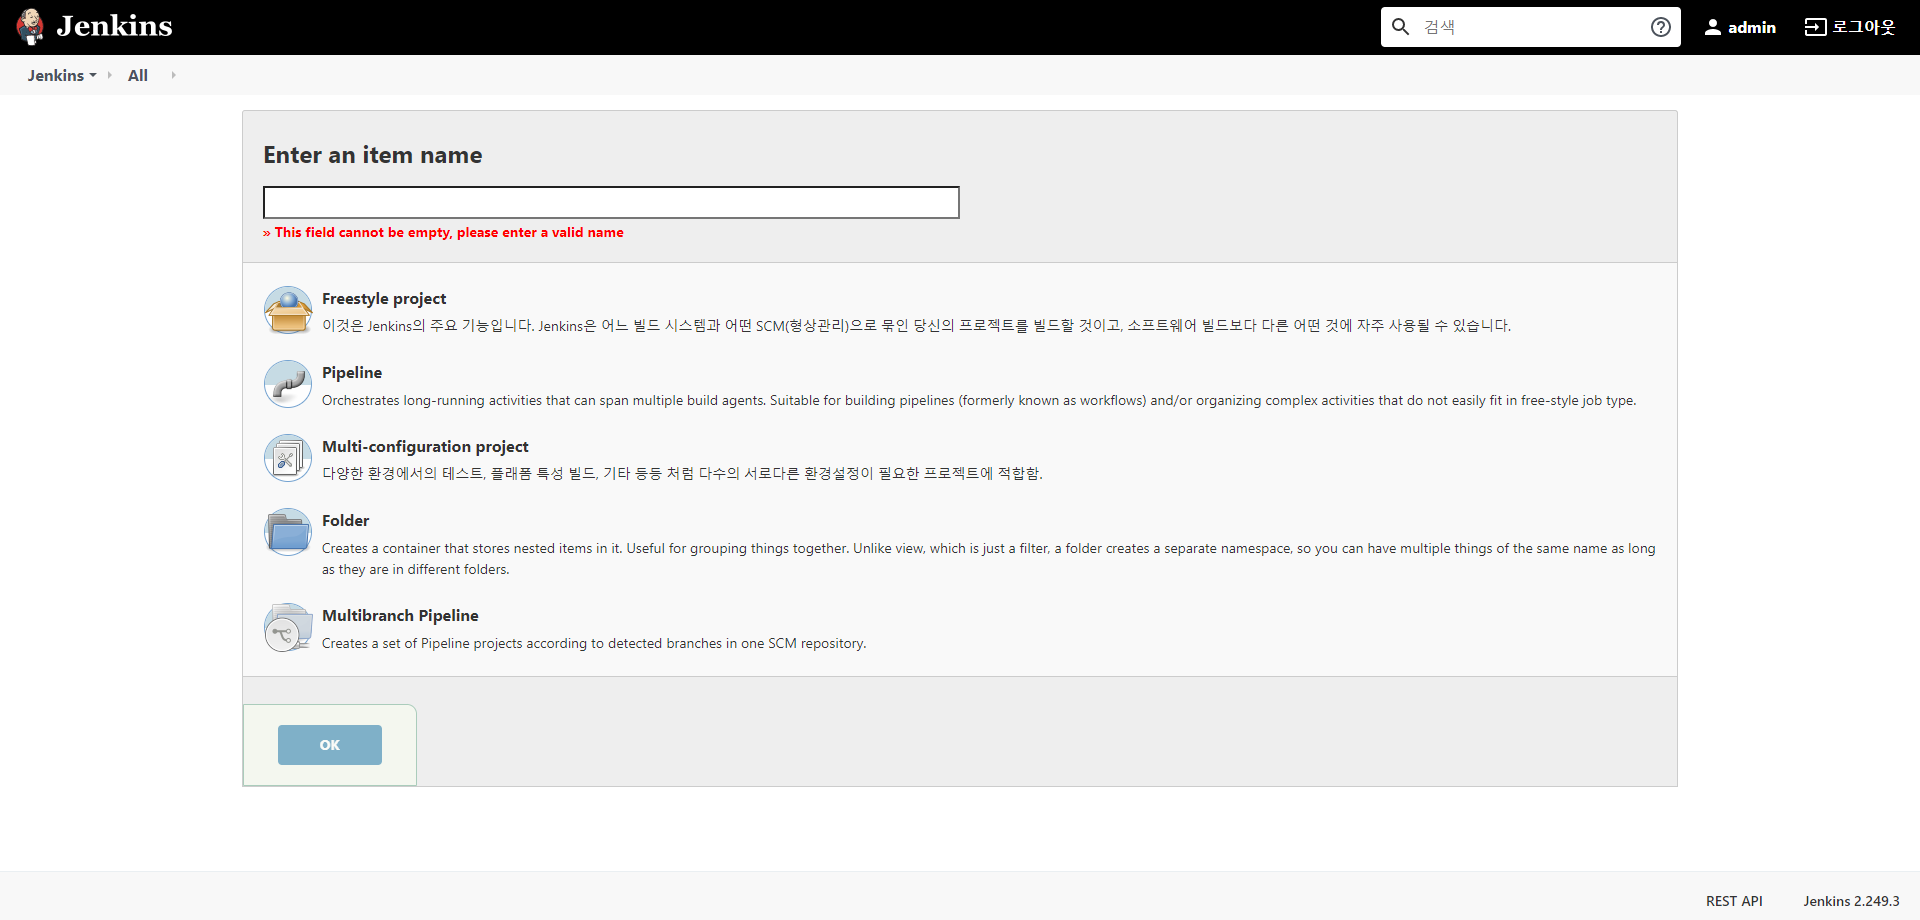 Jenkins
검색
admin
로그아웃
Jenkins
All
Enter an item name
» This field cannot be empty, please enter a valid name
Freestyle project
이것은 Jenkins의 주요 기능입니다. Jenkins은 어느 빌드 시스템과 어떤 SCM(형상관리)으로 묶인 당신의 프로젝트를 빌드할 것이고, 소프트웨어 빌드보다 다른 어떤 것에 자주 사용될 수 있습니다.
Pipeline
Orchestrates long-running activities that can span multiple build agents. Suitable for building pipelines (formerly known as workflows) and/or organizing complex activities that do not easily fit in free-style job type.
Multi-configuration project
다양한 환경에서의 테스트, 플래폼 특성 빌드, 기타 등등 처럼 다수의 서로다른 환경설정이 필요한 프로젝트에 적합함.
Folder
Creates a container that stores nested items in it. Useful for grouping things together. Unlike view, which is just a filter, a folder creates a separate namespace, so you can have multiple things of the same name as long
as they are in different folders.
Multibranch Pipeline
Creates a set of Pipeline projects according to detected branches in one SCM repository.
OK
REST API
Jenkins 2.249.3